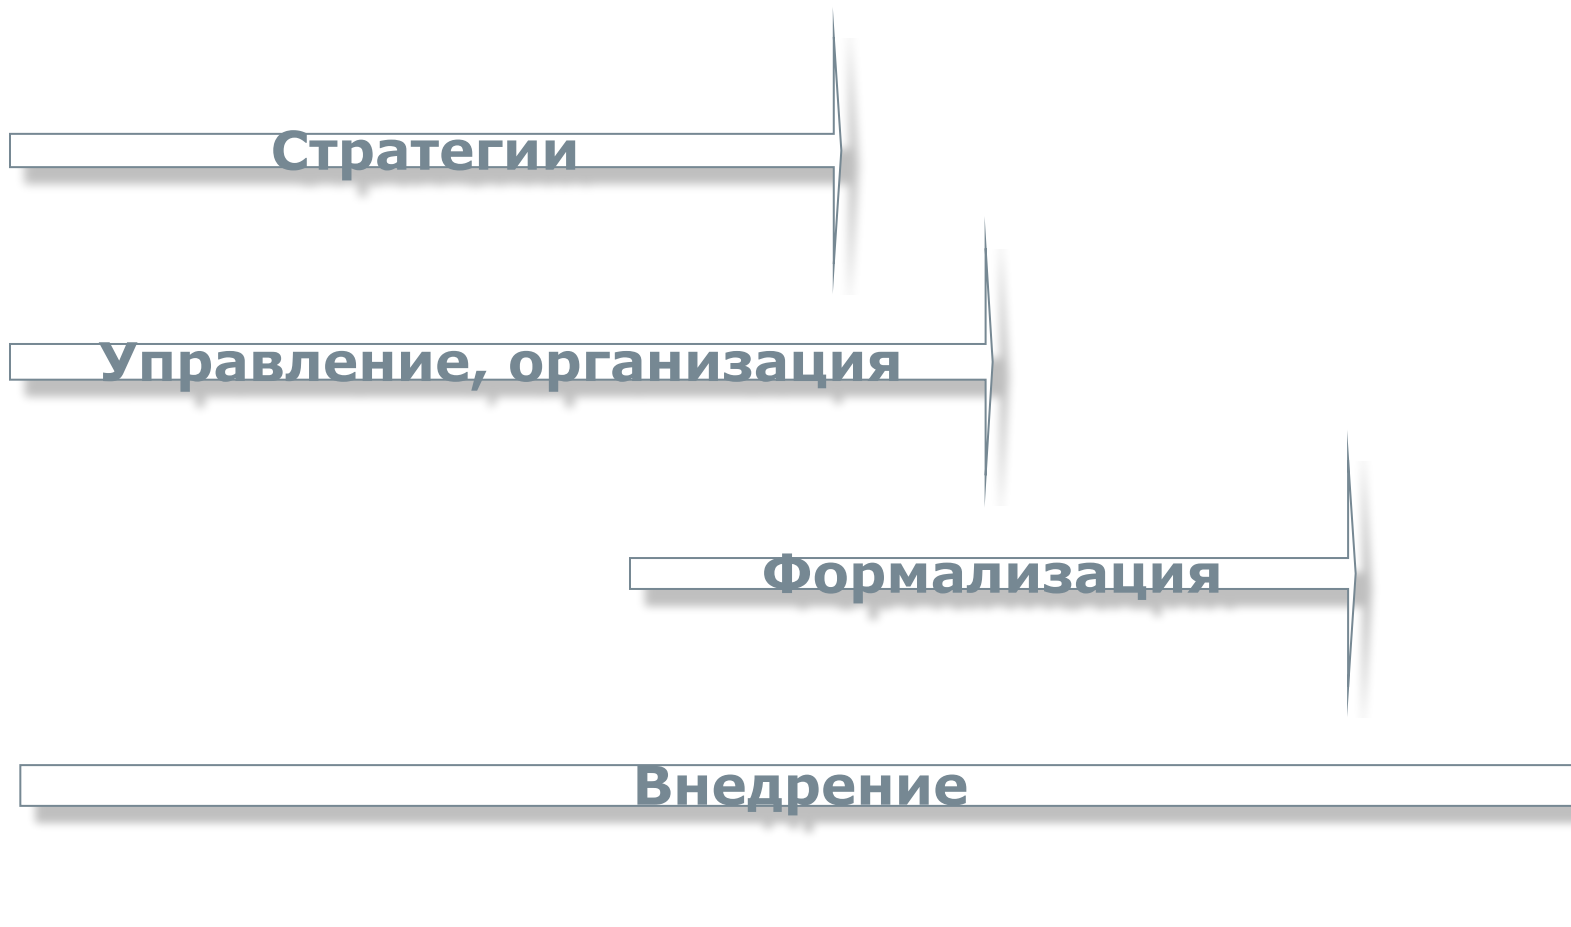 Стратегии
Управление, организация
Формализация
Внедрение